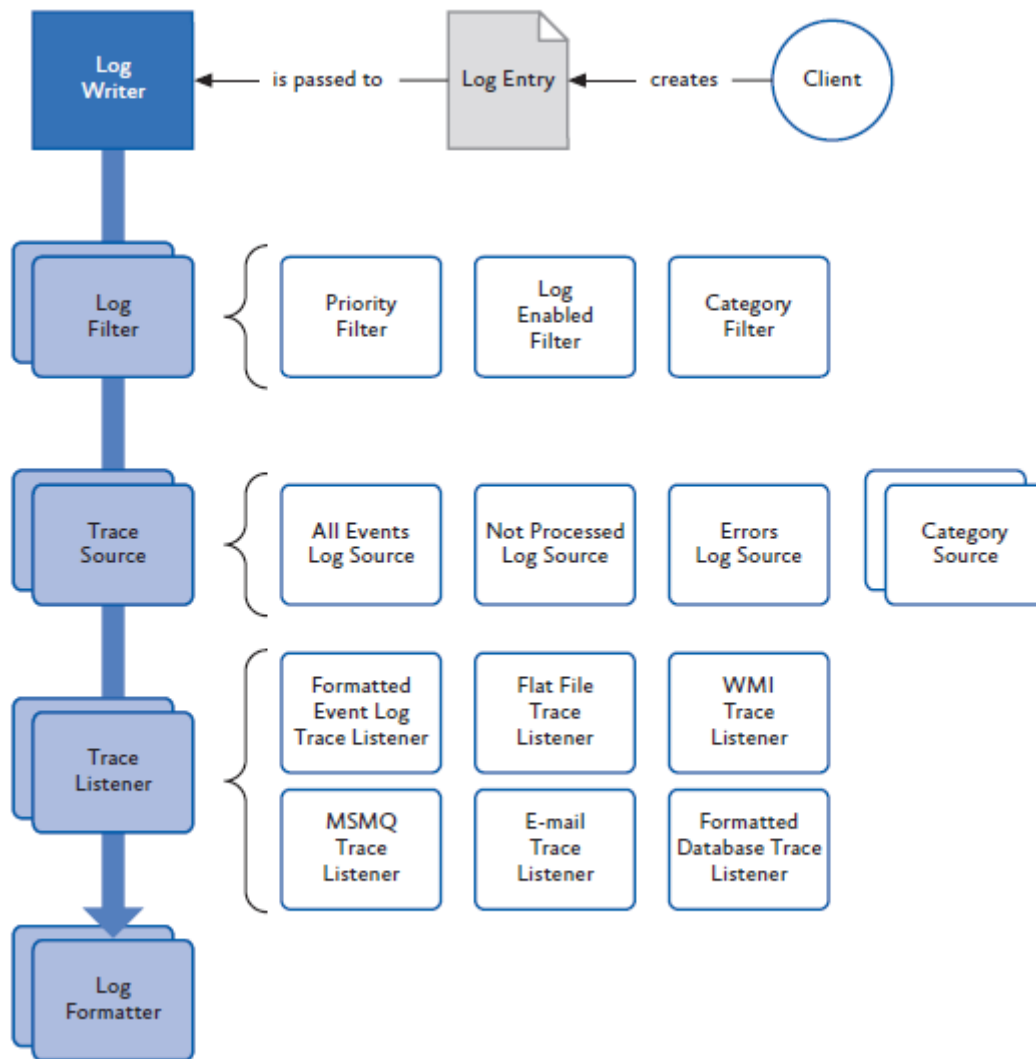 Log
Writer
is passed to
Log Entry
creates
Client
Log
Filter
Priority
Filter
Log
Enabled
Filter
Category
Filter
Trace
Source
All Events
Log Source
Not Processed
Log Source
Errors
Log Source
Category
Source
Trace
Listener
Formatted
Event Log
Trace Listener
Flat File
Trace
Listener
WMI
Trace
Listener
MSMQ
Trace
Listener
E-mail
Trace
Listener
Formatted
Database Trace
Listener
Log
Formatter